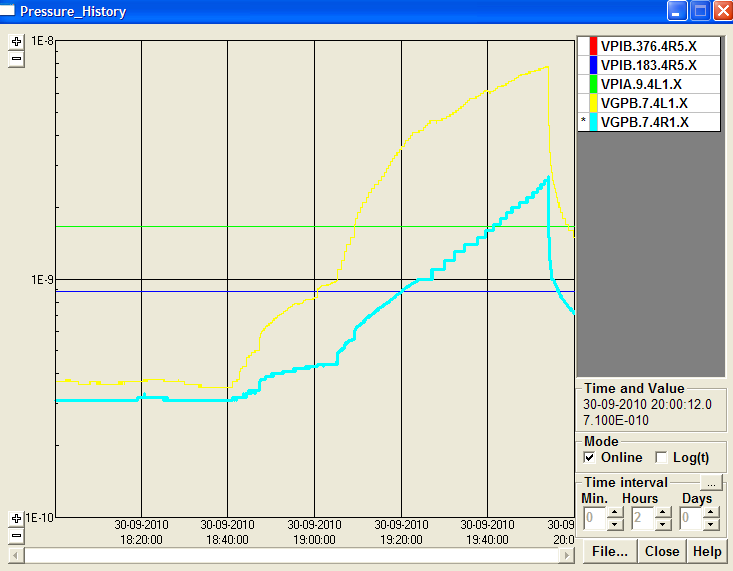 Pressure_History
1E-8
1E-9
1E-10
30-09-2010 30-09-2010 30-09-2010 30-09-2010 30-09-2010 30-09
18:20:00 18:40:00 19:00:00 19:20:00 19:40:00 20:0
VPIB.376.4R5.X
VPIB.183.4R5.X
VPIA.9.4L1.X
VGPB.7.4L1.X
* VGPB.7.4R1.X
Time and Value
30-09-2010 20:00:12.0
7.100E-010
Mode
Online Log(t)
Time interval ...
Min. Hours Days
0 2 0
File... Close Help